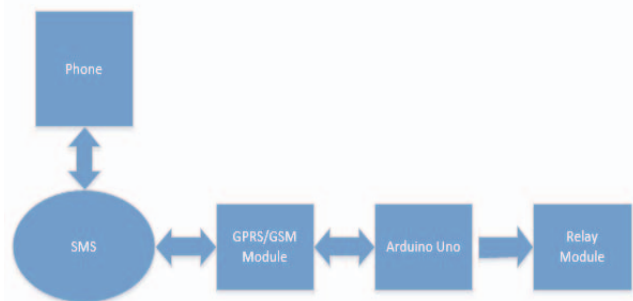 Phone
SMS
GPRS/GSM
Module
Arduino Uno
Relay
Module